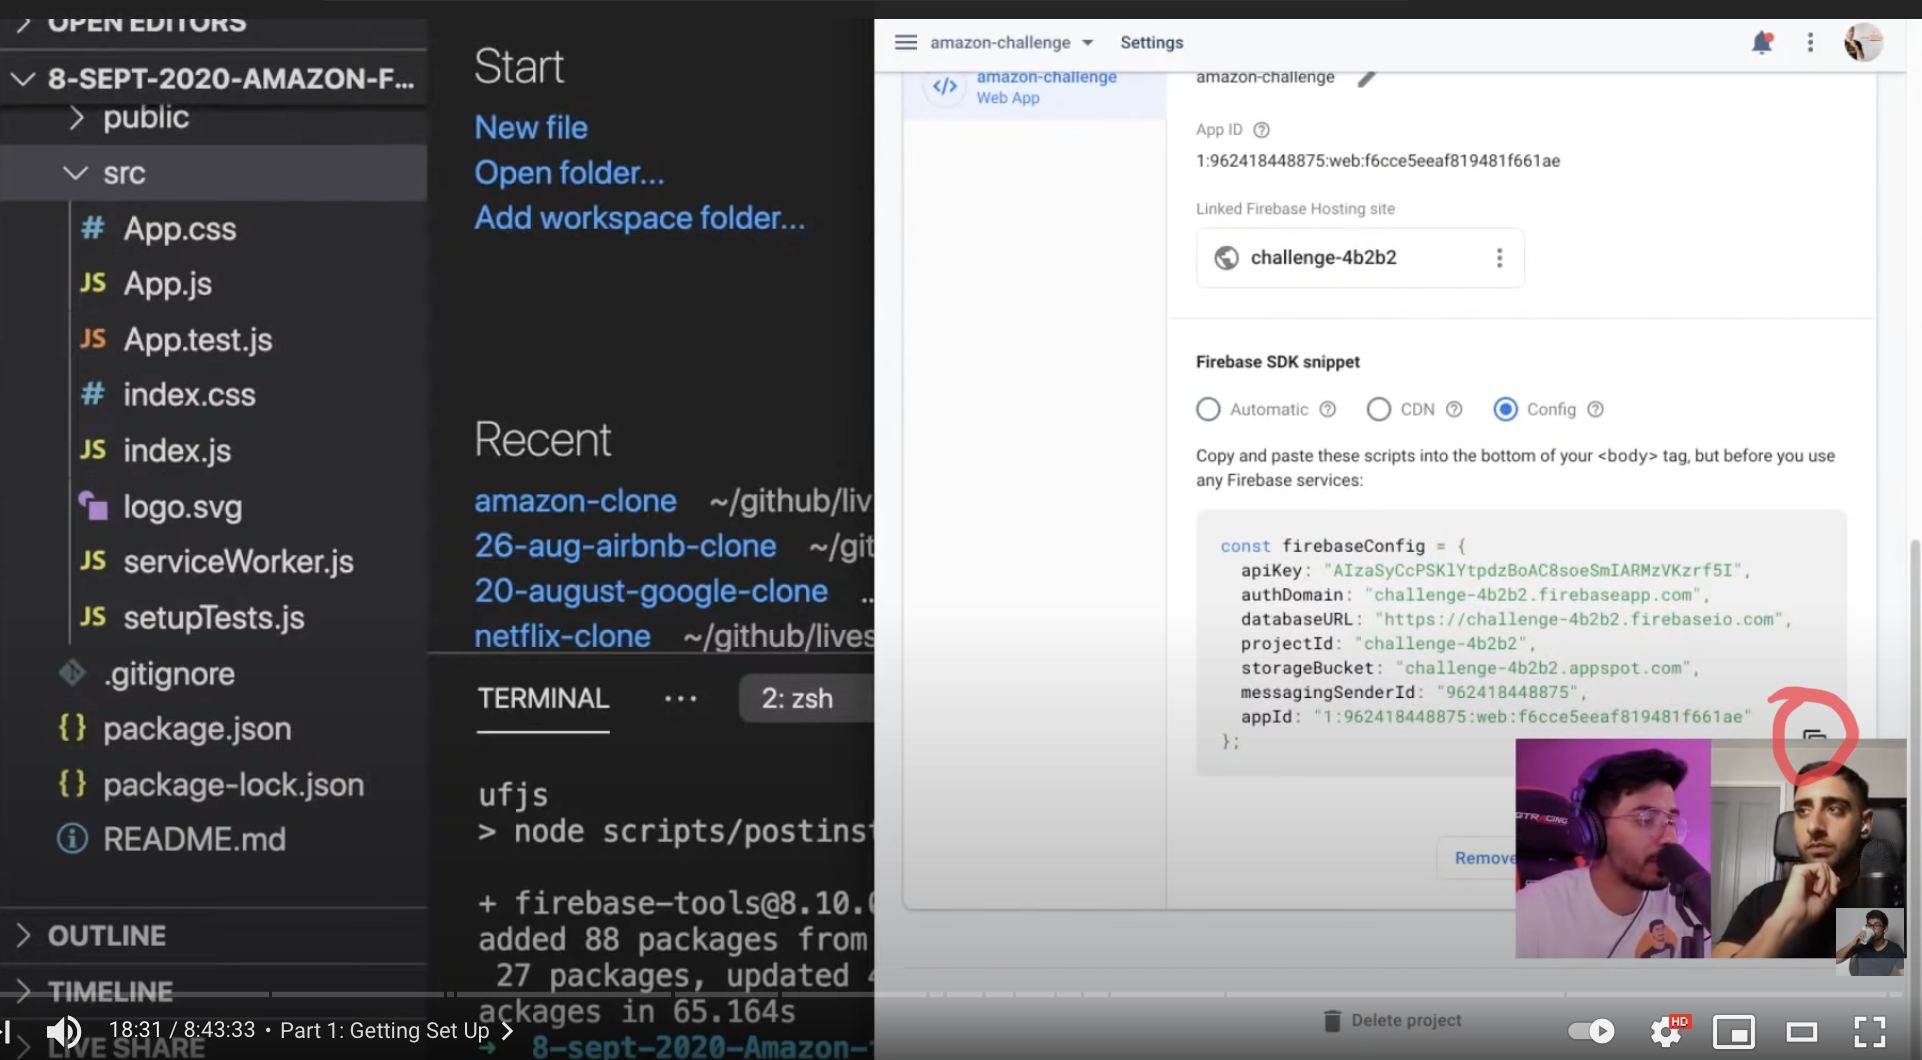 OPEN EDITORS
8-SEPT-2020-AMAZON-F...
public
src
App.css
App.js
App.test.js
index.css
index.js
logo.svg
serviceWorker.js
setupTests.js
.gitignore
package.json
package-lock.json
README.md
OUTLINE
TIMELINE
LIVE SHARE
Start
New file
Open folder...
Add workspace folder...
Recent
amazon-clone ~/github/liv
26-aug-airbnb-clone ~/git
20-august-google-clone ..
netflix-clone ~/github/lives
TERMINAL ... 2: zsh
ufjs
> node scripts/postinst
+ firebase-tools@8.10.0
added 88 packages from
27 packages, updated 4
ackages in 65.164s
→ 8-sept-2020-Amazon-
amazon-challenge Settings
amazon-challenge
Web App
amazon-challenge
App ID
1:962418448875:web:f6cce5eeaf819481f661ae
Linked Firebase Hosting site
challenge-4b2b2
Firebase SDK snippet
Automatic CDN Config
Copy and paste these scripts into the bottom of your <body> tag, but before you use
any Firebase services:
const firebaseConfig = {
apiKey: "AIzaSyCcPSKlYtpdzBoAC8soeSmIARMzVKzrf5I",
authDomain: "challenge-4b2b2.firebaseapp.com",
databaseURL: "https://challenge-4b2b2.firebaseio.com",
projectId: "challenge-4b2b2",
storageBucket: "challenge-4b2b2.appspot.com",
messagingSenderId: "962418448875",
appId: "1:962418448875:web:f6cce5eeaf819481f661ae"
};
Remove
GTRACING
Delete project
18:31 / 8:43:33 • Part 1: Getting Set Up
HD